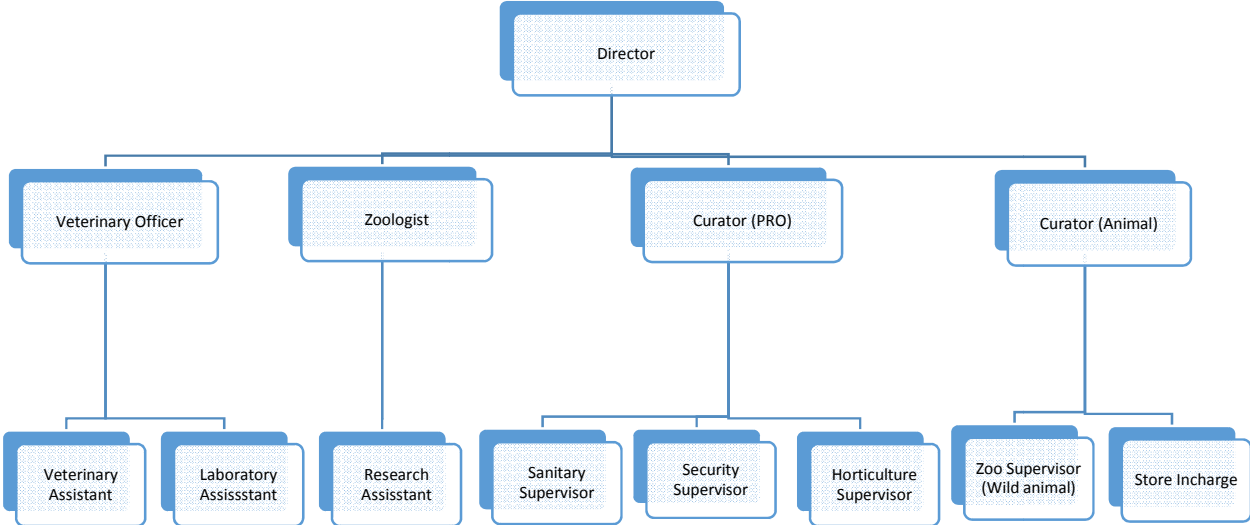 Director
Veterinary Officer
Zoologist
Curator (PRO)
Curator (Animal)
Veterinary
Assistant
Laboratory
Assisstant
Research
Assisstant
Sanitary
Supervisor
Security
Supervisor
Horticulture
Supervisor
Zoo Supervisor
(Wild animal)
Store Incharge